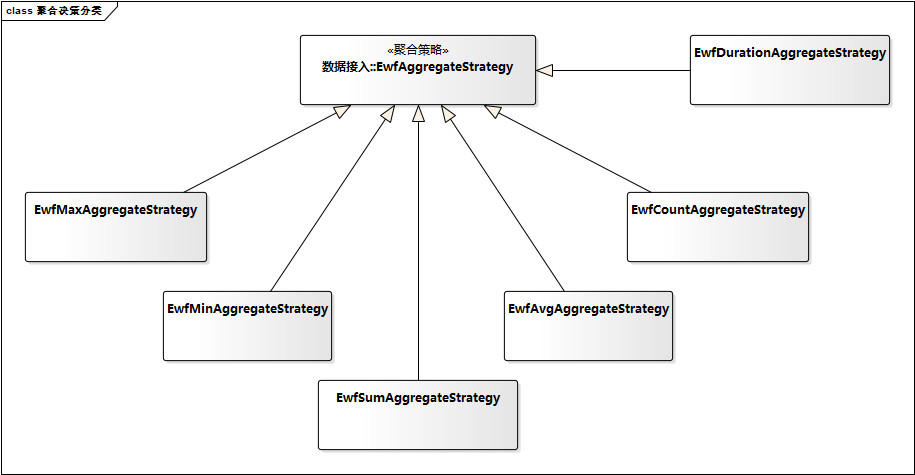 class 聚合决策分类
«聚合策略»
数据接入::EwfAggregateStrategy
EwfDurationAggregateStrategy
EwfMaxAggregateStrategy
EwfCountAggregateStrategy
EwfMinAggregateStrategy
EwfAvgAggregateStrategy
EwfSumAggregateStrategy